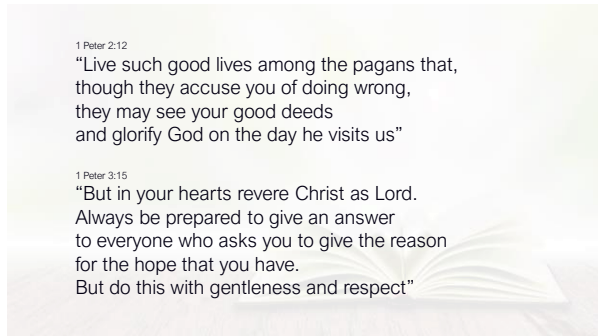 1 Peter 2:12
“Live such good lives among the pagans that,
though they accuse you of doing wrong,
they may see your good deeds
and glorify God on the day he visits us”
1 Peter 3:15
“But in your hearts revere Christ as Lord.
Always be prepared to give an answer
to everyone who asks you to give the reason
for the hope that you have.
But do this with gentleness and respect”